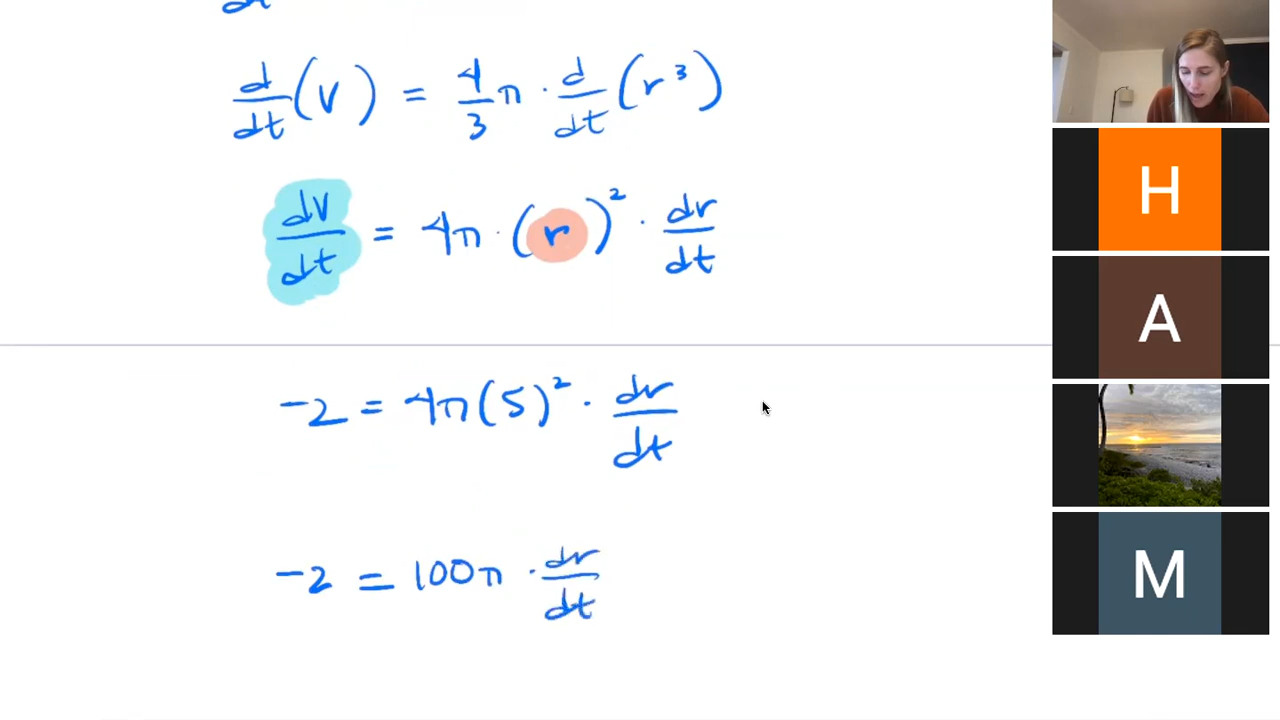 dt
d/dt (V) = 4/3 π · d/dt (r³)
dV/dt = 4π · (r)² · dr/dt
-2 = 4π(5)² · dr/dt
-2 = 100π · dr/dt
H
A
M